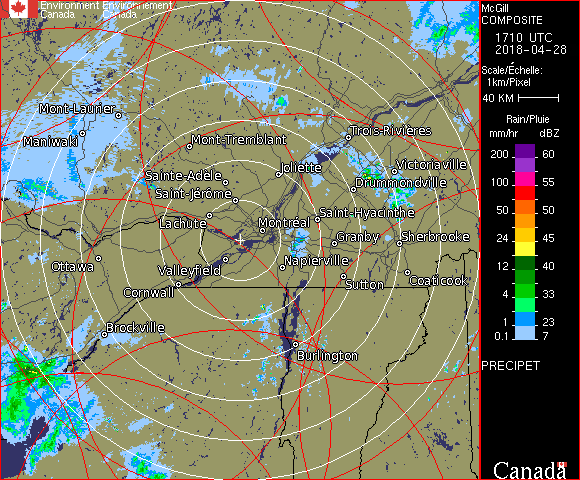 Environment Environnement
Canada Canada
McGill
COMPOSITE
1710 UTC
2018-04-28
Scale/Échelle:
1km/Pixel
40 KM
Rain/Pluie
mm/hr dBZ
200 60
100 55
50 50
24 45
12 40
4 33
1 23
0.1 7
PRECIPET
Canada
Mont-Laurier
Maniwaki
Mont-Tremblant
Trois-Rivières
Sainte-Adèle
Joliette
Victoriaville
Drummondville
Saint-Jérôme
Lachute
Montréal
Saint-Hyacinthe
Granby
Sherbrooke
Ottawa
Valleyfield
Napierville
Cornwall
Sutton
Coaticook
Brockville
Burlington